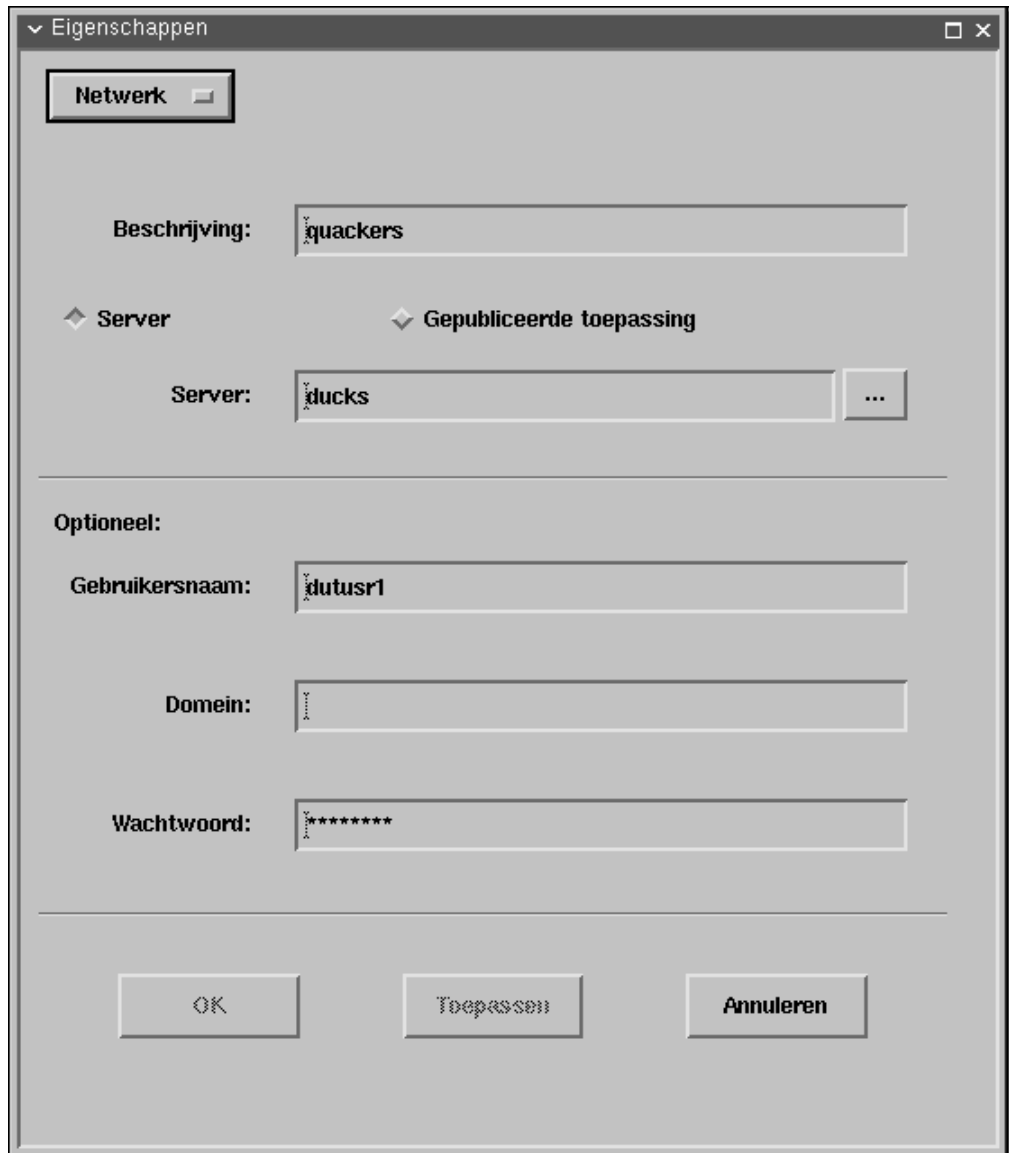 Eigenschappen
Netwerk
Beschrijving: quackers
Server Gepubliceerde toepassing
Server: ducks ...
Optioneel:
Gebruikersnaam: dutusr1
Domein:
Wachtwoord: ********
OK Toepassen Annuleren